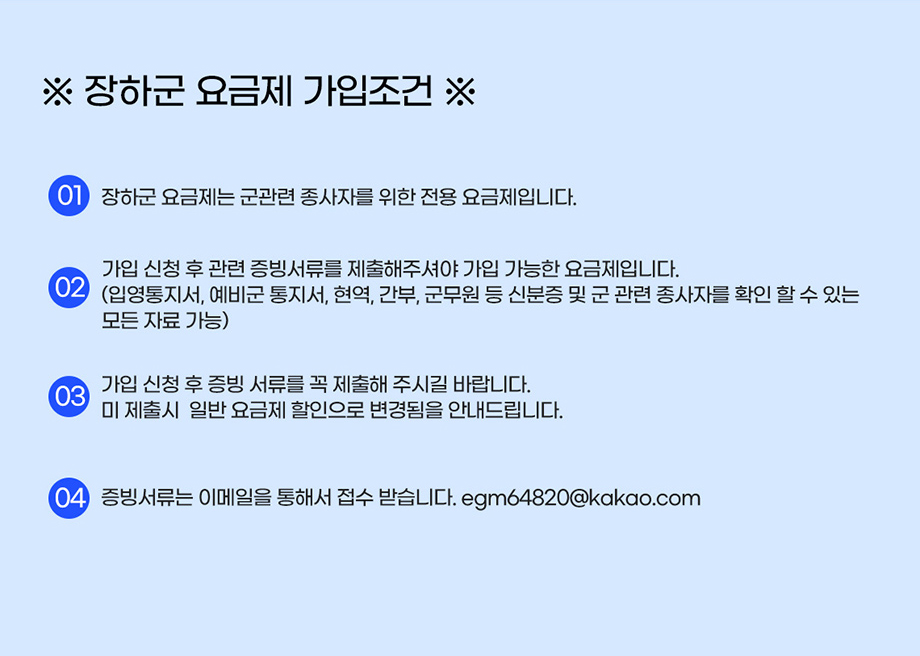 ※ 장하군 요금제 가입조건 ※
01 장하군 요금제는 군관련 종사자를 위한 전용 요금제입니다.
02 가입 신청 후 관련 증빙서류를 제출해주셔야 가입 가능한 요금제입니다.
(입영통지서, 예비군 통지서, 현역, 간부, 군무원 등 신분증 및 군 관련 종사자를 확인 할 수 있는
모든 자료 가능)
03 가입 신청 후 증빙 서류를 꼭 제출해 주시길 바랍니다.
미 제출시 일반 요금제 할인으로 변경됨을 안내드립니다.
04 증빙서류는 이메일을 통해서 접수 받습니다. egm64820@kakao.com